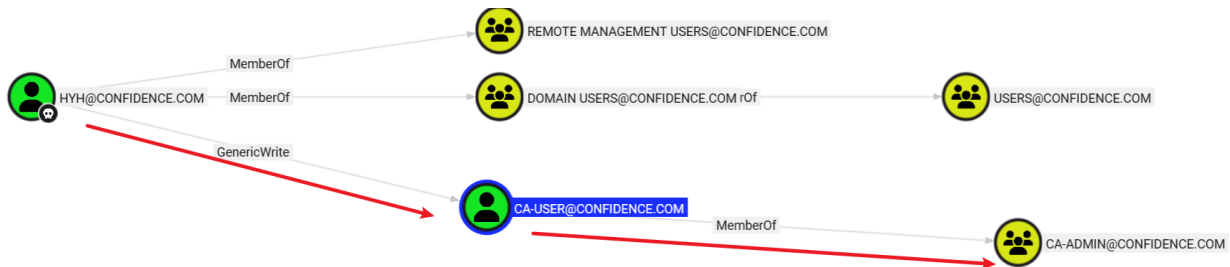 REMOTE MANAGEMENT USERS@CONFIDENCE.COM
MemberOf
HYH@CONFIDENCE.COM
MemberOf
DOMAIN USERS@CONFIDENCE.COM
rOf
USERS@CONFIDENCE.COM
GenericWrite
CA-USER@CONFIDENCE.COM
MemberOf
CA-ADMIN@CONFIDENCE.COM